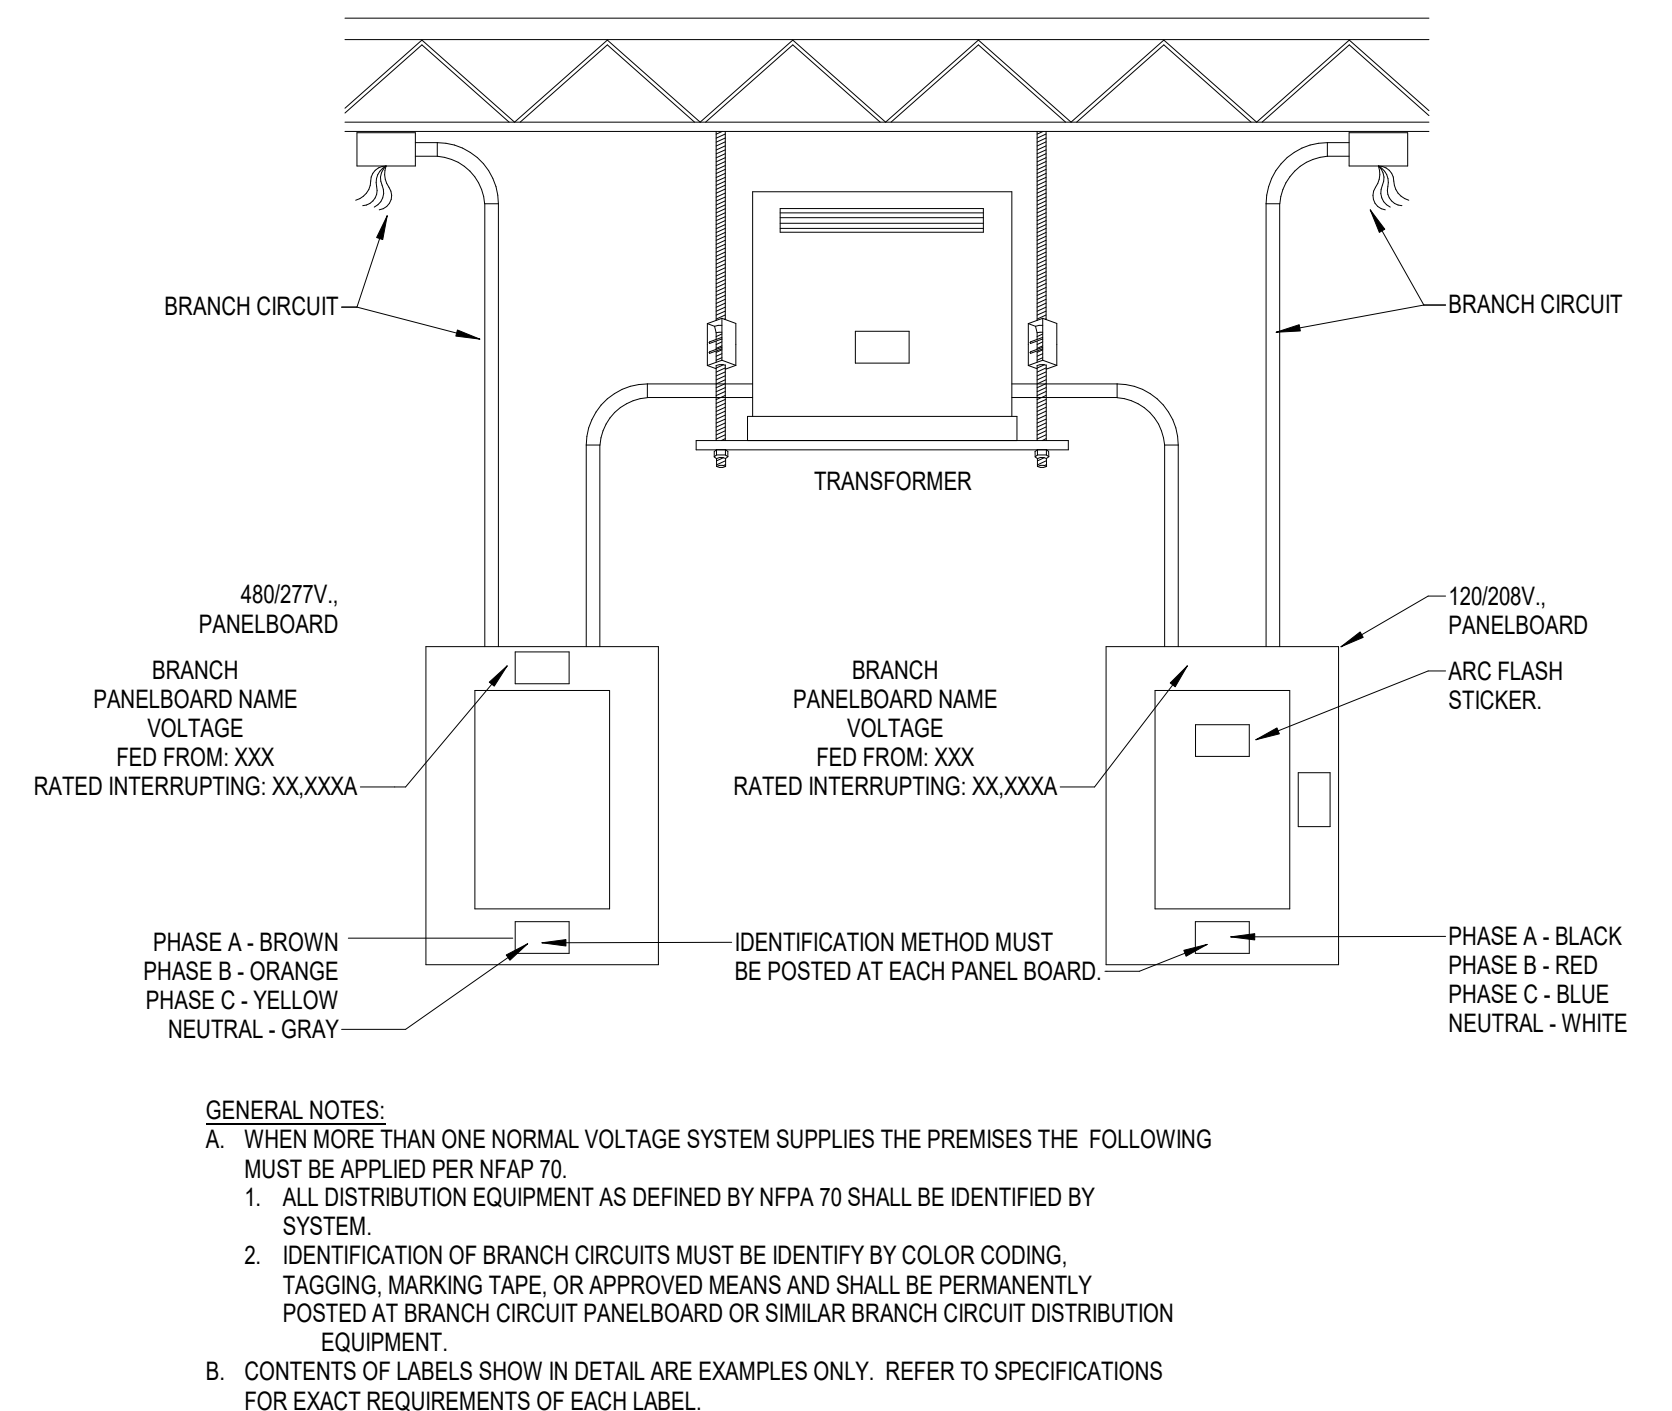 BRANCH CIRCUIT
BRANCH CIRCUIT
TRANSFORMER
480/277V.,
PANELBOARD
120/208V.,
PANELBOARD
BRANCH
PANELBOARD NAME
VOLTAGE
FED FROM: XXX
RATED INTERRUPTING: XX,XXXA
BRANCH
PANELBOARD NAME
VOLTAGE
FED FROM: XXX
RATED INTERRUPTING: XX,XXXA
ARC FLASH
STICKER.
PHASE A - BROWN
PHASE B - ORANGE
PHASE C - YELLOW
NEUTRAL - GRAY
IDENTIFICATION METHOD MUST
BE POSTED AT EACH PANEL BOARD.
PHASE A - BLACK
PHASE B - RED
PHASE C - BLUE
NEUTRAL - WHITE
GENERAL NOTES:
A. WHEN MORE THAN ONE NORMAL VOLTAGE SYSTEM SUPPLIES THE PREMISES THE FOLLOWING
MUST BE APPLIED PER NFAP 70.
1. ALL DISTRIBUTION EQUIPMENT AS DEFINED BY NFPA 70 SHALL BE IDENTIFIED BY
SYSTEM.
2. IDENTIFICATION OF BRANCH CIRCUITS MUST BE IDENTIFY BY COLOR CODING,
TAGGING, MARKING TAPE, OR APPROVED MEANS AND SHALL BE PERMANENTLY
POSTED AT BRANCH CIRCUIT PANELBOARD OR SIMILAR BRANCH CIRCUIT DISTRIBUTION
EQUIPMENT.
B. CONTENTS OF LABELS SHOW IN DETAIL ARE EXAMPLES ONLY. REFER TO SPECIFICATIONS
FOR EXACT REQUIREMENTS OF EACH LABEL.